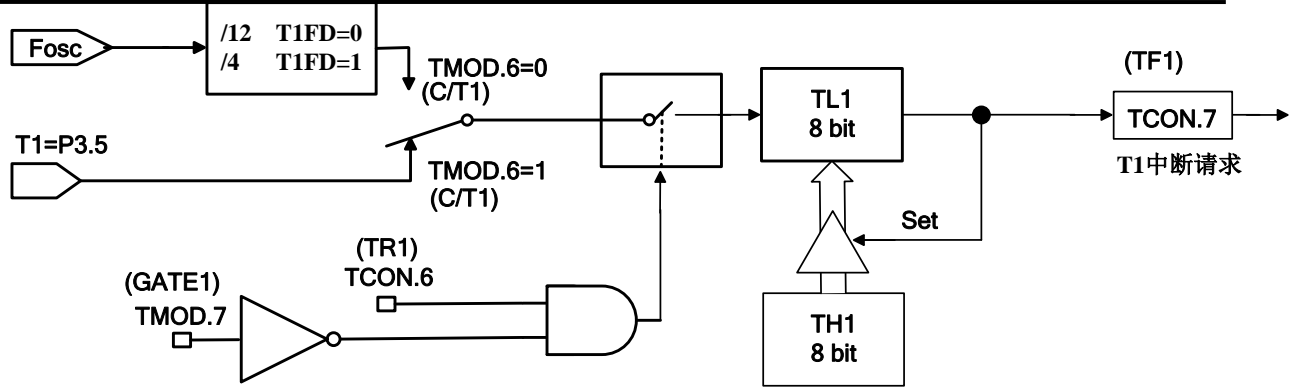 Fosc
/12 T1FD=0
/4 T1FD=1
TMOD.6=0
(C/T1)
T1=P3.5
TMOD.6=1
(C/T1)
TL1
8 bit
(TF1)
TCON.7
T1中断请求
Set
(TR1)
TCON.6
(GATE1)
TMOD.7
TH1
8 bit